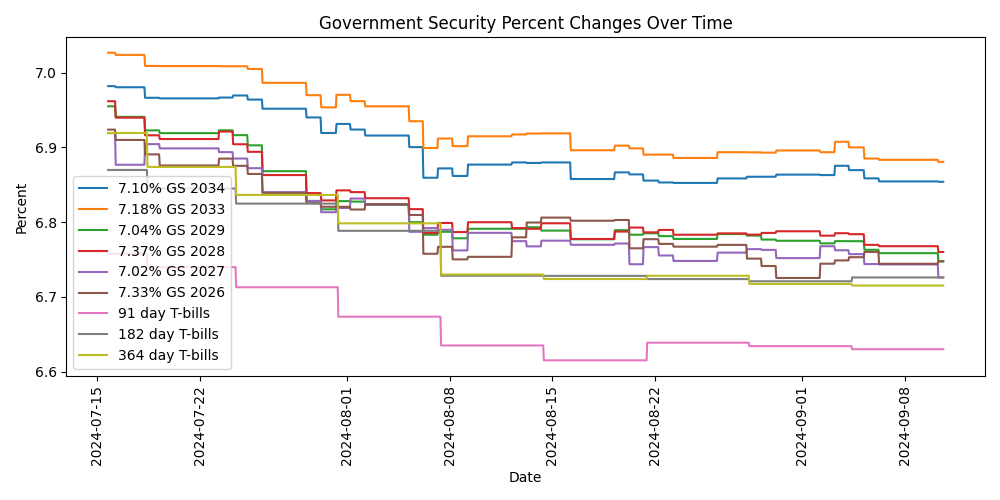 Government Security Percent Changes Over Time
Percent
7.0
6.9
6.8
6.7
6.6
7.10% GS 2034
7.18% GS 2033
7.04% GS 2029
7.37% GS 2028
7.02% GS 2027
7.33% GS 2026
91 day T-bills
182 day T-bills
364 day T-bills
2024-07-15
2024-07-22
2024-08-01
2024-08-08
2024-08-15
2024-08-22
2024-09-01
2024-09-08
Date